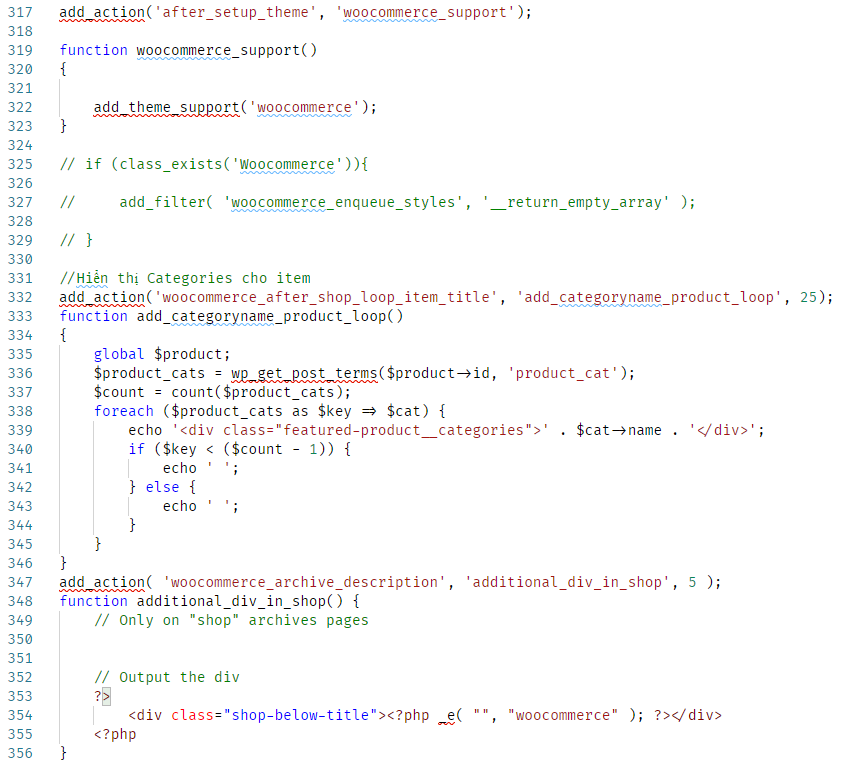 317 add_action('after_setup_theme', 'woocommerce_support');
318
319 function woocommerce_support()
320 {
321
322     add_theme_support('woocommerce');
323 }
324
325 // if (class_exists('Woocommerce')){
326
327 //     add_filter( 'woocommerce_enqueue_styles', '__return_empty_array' );
328
329 // }
330
331 //Hiển thị Categories cho item
332 add_action('woocommerce_after_shop_loop_item_title', 'add_categoryname_product_loop', 25);
333 function add_categoryname_product_loop()
334 {
335     global $product;
336     $product_cats = wp_get_post_terms($product->id, 'product_cat');
337     $count = count($product_cats);
338     foreach ($product_cats as $key => $cat) {
339         echo '<div class="featured-product__categories">' . $cat->name . '</div>';
340         if ($key < ($count - 1)) {
341             echo ' ';
342         } else {
343             echo ' ';
344         }
345     }
346 }
347 add_action( 'woocommerce_archive_description', 'additional_div_in_shop', 5 );
348 function additional_div_in_shop() {
349     // Only on "shop" archives pages
350
351
352     // Output the div
353     ?>
354         <div class="shop-below-title"><?php _e( "", "woocommerce" ); ?></div>
355     <?php
356 }